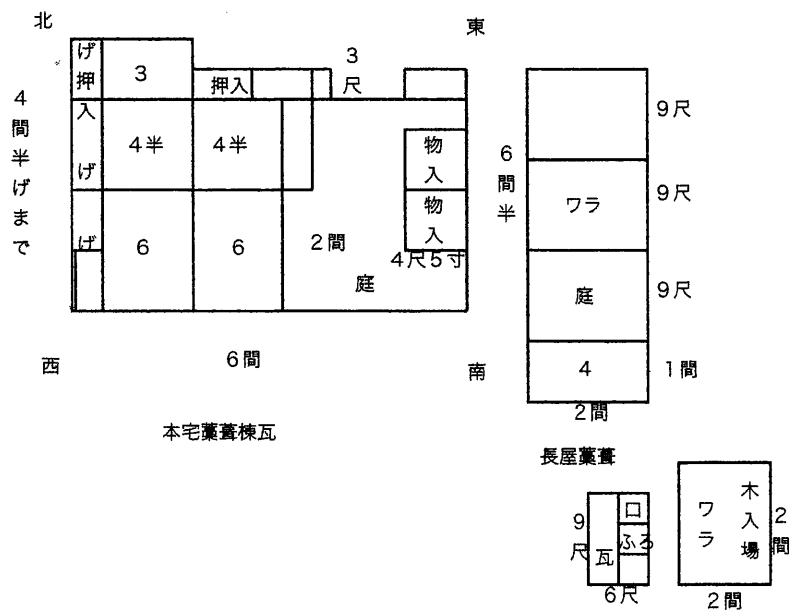 北
東
げ押入げげ
3
押入
3尺
4間半げまで
4半
4半
物入
物入
6
6
2間
4尺5寸
庭
西
6間
南
本宅藁葺棟瓦
6間半
9尺
ワラ
9尺
庭
9尺
4
1間
2間
長屋藁葺
9尺
瓦
口
ふろ
6尺
ワラ
木入場
2間
2間